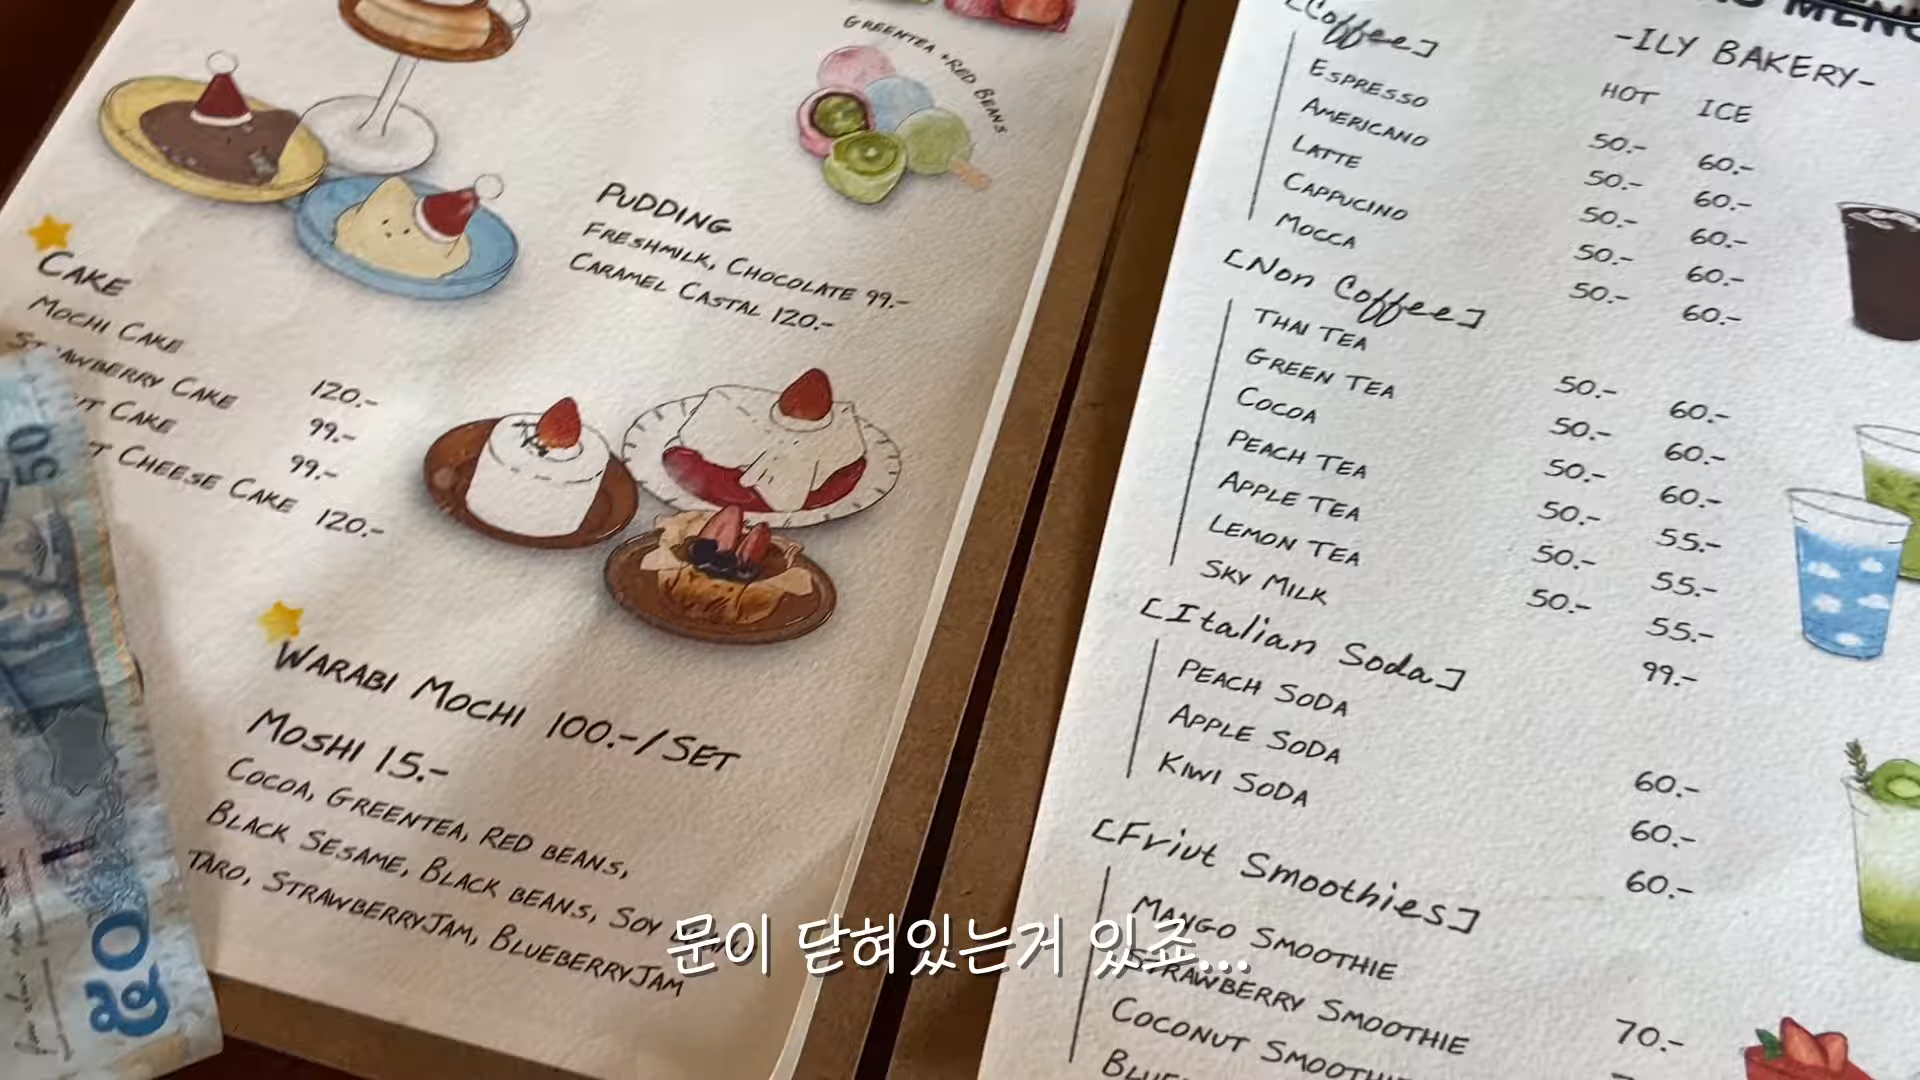 GREENTEA + RED BEANS
PUDDING
FRESHMILK, CHOCOLATE 99.-
CARAMEL CASTAL 120.-
CAKE
MOCHI CAKE 120.-
STRAWBERRY CAKE 99.-
CAKE 99.-
CHEESE CAKE 120.-
WARABI MOCHI 100.-/SET
MOSHI 15.-
COCOA, GREENTEA, RED BEANS,
BLACK SESAME, BLACK BEANS, SOY
TARO, STRAWBERRYJAM, BLUEBERRYJAM
50
๕๐
MENU
-ILY BAKERY-
[Coffee]
HOT ICE
ESPRESSO 50.- 60.-
AMERICANO 50.- 60.-
LATTE 50.- 60.-
CAPPUCINO 50.- 60.-
MOCCA 50.- 60.-
[Non Coffee]
THAI TEA 50.- 60.-
GREEN TEA 50.- 60.-
COCOA 50.- 60.-
PEACH TEA 50.- 55.-
APPLE TEA 50.- 55.-
LEMON TEA 50.- 55.-
SKY MILK 99.-
[Italian Soda]
PEACH SODA 60.-
APPLE SODA 60.-
KIWI SODA 60.-
[Friut Smoothies]
MANGO SMOOTHIE 70.-
STRAWBERRY SMOOTHIE
COCONUT SMOOTHIE
문이 닫혀있는거 있죠...